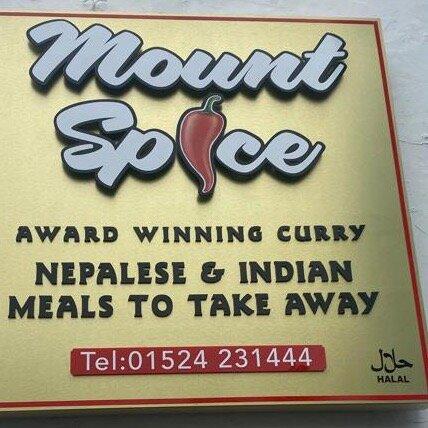 Mount
Spice
AWARD WINNING CURRY
NEPALESE & INDIAN
MEALS TO TAKE AWAY
Tel:01524 231444
حلال
HALAL